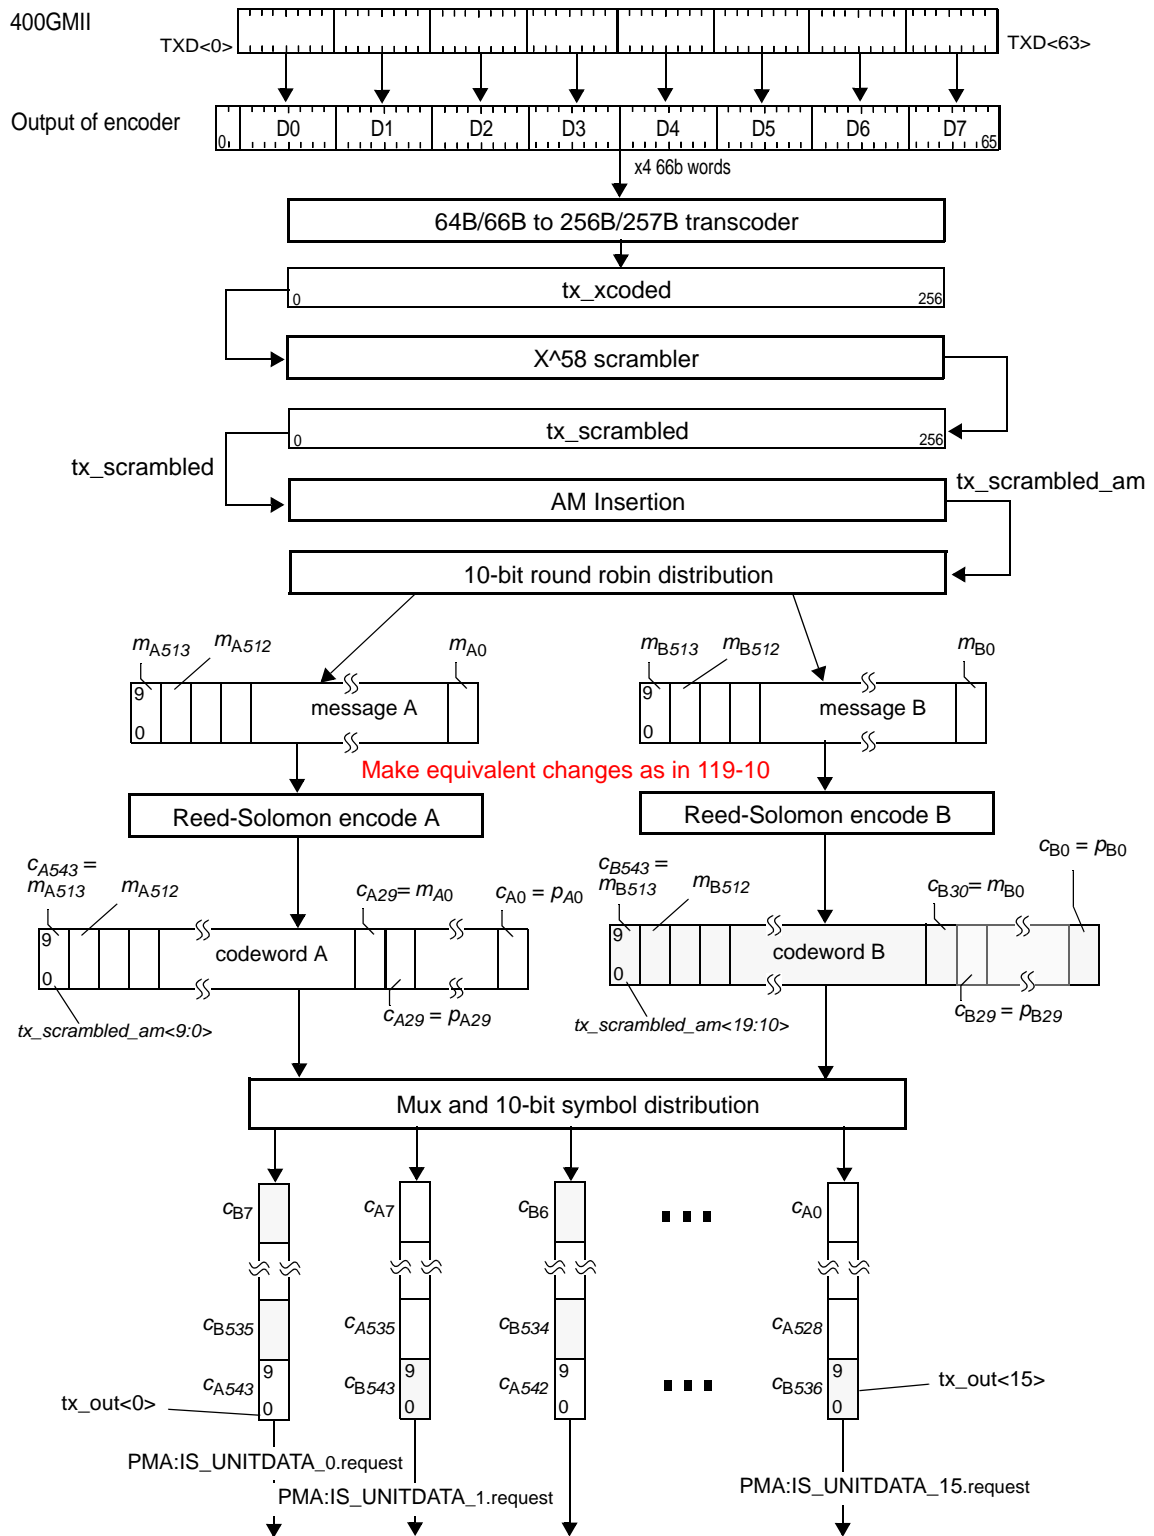 400GMII
TXD<0>
TXD<63>
Output of encoder
0
D0
D1
D2
D3
D4
D5
D6
D7
65
x4 66b words
64B/66B to 256B/257B transcoder
0
tx_xcoded
256
X^58 scrambler
0
tx_scrambled
256
tx_scrambled
AM Insertion
tx_scrambled_am
10-bit round robin distribution
mA513
mA512
mA0
mB513
mB512
mB0
9
0
message A
9
0
message B
Make equivalent changes as in 119-10
Reed-Solomon encode A
Reed-Solomon encode B
cA543 =
mA513
mA512
cA29= mA0
cA0 = pA0
cB543 =
mB513
mB512
cB30= mB0
cB0 = pB0
9
0
codeword A
9
0
codeword B
cA29 = pA29
cB29 = pB29
tx_scrambled_am<9:0>
tx_scrambled_am<19:10>
Mux and 10-bit symbol distribution
cB7
cA7
cB6
cA0
cB535
cA535
cB534
cA528
cA543
9
0
cB543
9
0
cA542
9
0
cB536
9
0
tx_out<0>
tx_out<15>
PMA:IS_UNITDATA_0.request
PMA:IS_UNITDATA_1.request
PMA:IS_UNITDATA_15.request